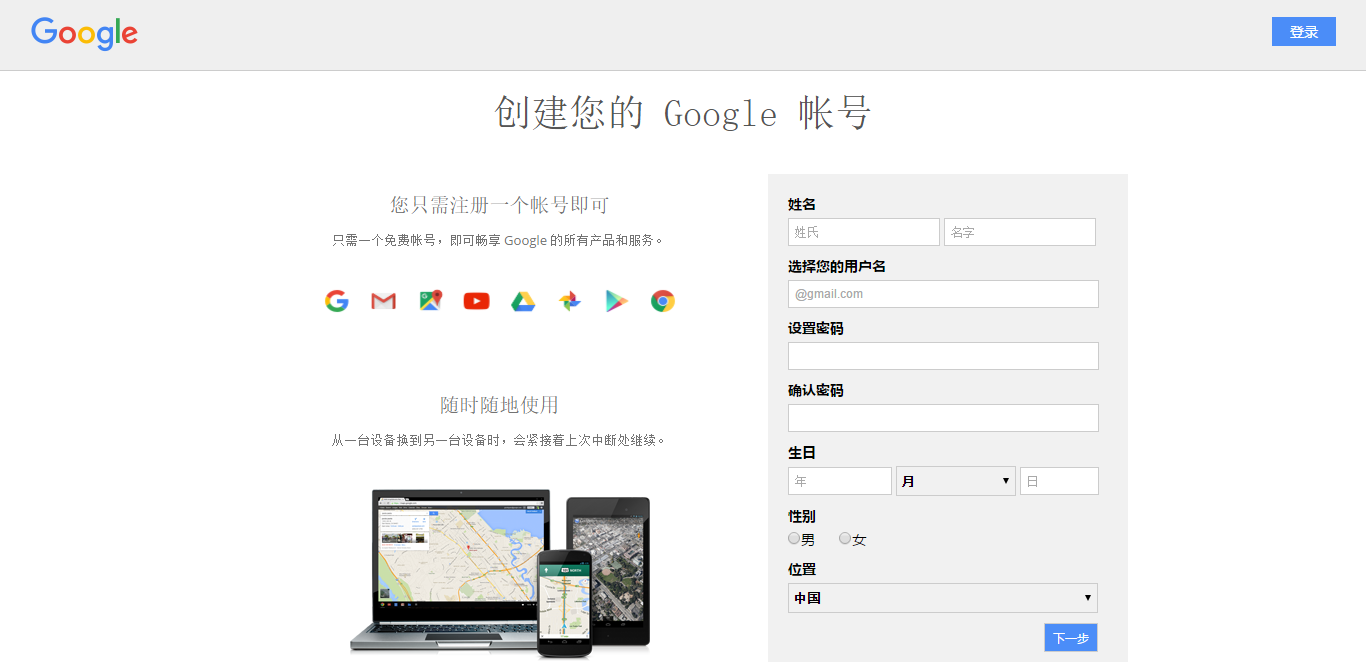 Google
登录
创建您的 Google 帐号
您只需注册一个帐号即可
只需一个免费帐号，即可畅享 Google 的所有产品和服务。
随时随地使用
从一台设备换到另一台设备时，会紧接着上次中断处继续。
姓名
姓氏 名字
选择您的用户名
@gmail.com
设置密码
确认密码
生日
年 月 日
性别
男 女
位置
中国
下一步